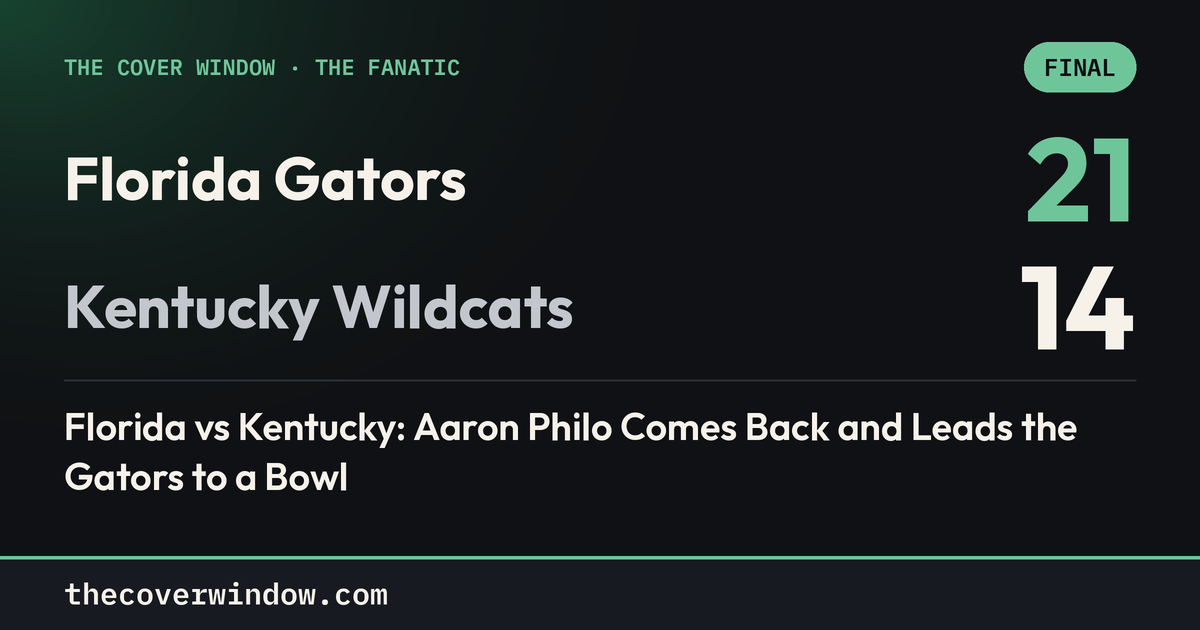 THE COVER WINDOW · THE FANATIC
FINAL
Florida Gators
21
Kentucky Wildcats
14
Florida vs Kentucky: Aaron Philo Comes Back and Leads the
Gators to a Bowl
thecoverwindow.com